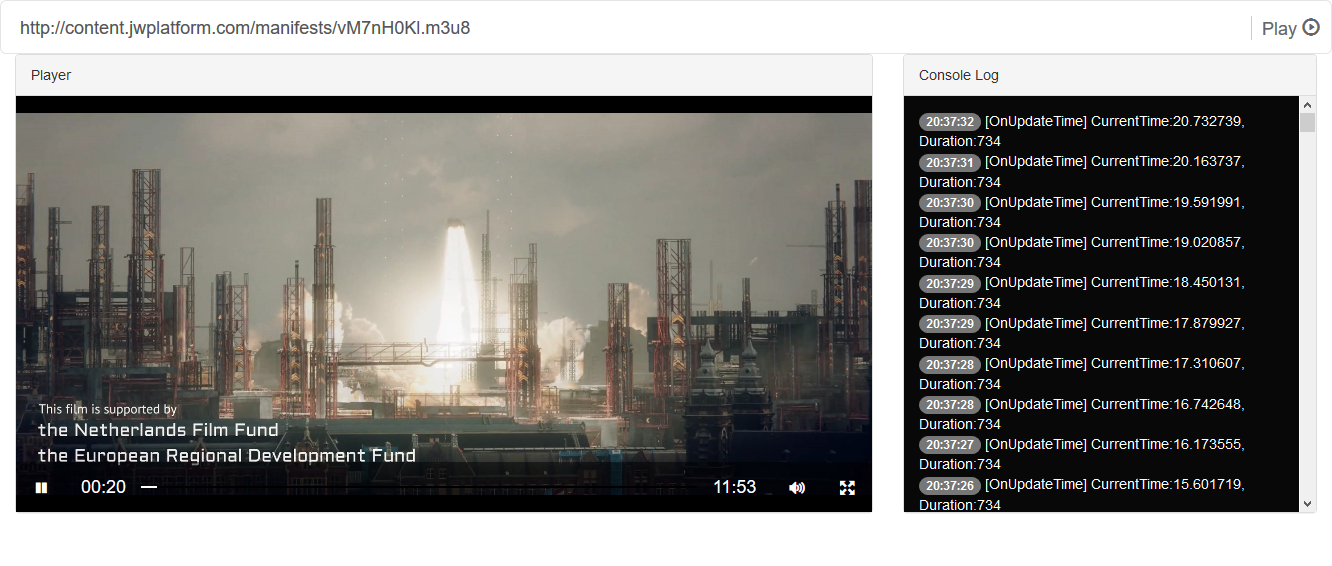 http://content.jwplatform.com/manifests/vM7nH0Kl.m3u8
Play
Player
This film is supported by
the Netherlands Film Fund
the European Regional Development Fund
00:20
11:53
Console Log
20:37:32 [OnUpdateTime] CurrentTime:20.732739,
Duration:734
20:37:31 [OnUpdateTime] CurrentTime:20.163737,
Duration:734
20:37:30 [OnUpdateTime] CurrentTime:19.591991,
Duration:734
20:37:30 [OnUpdateTime] CurrentTime:19.020857,
Duration:734
20:37:29 [OnUpdateTime] CurrentTime:18.450131,
Duration:734
20:37:29 [OnUpdateTime] CurrentTime:17.879927,
Duration:734
20:37:28 [OnUpdateTime] CurrentTime:17.310607,
Duration:734
20:37:28 [OnUpdateTime] CurrentTime:16.742648,
Duration:734
20:37:27 [OnUpdateTime] CurrentTime:16.173555,
Duration:734
20:37:26 [OnUpdateTime] CurrentTime:15.601719,
Duration:734